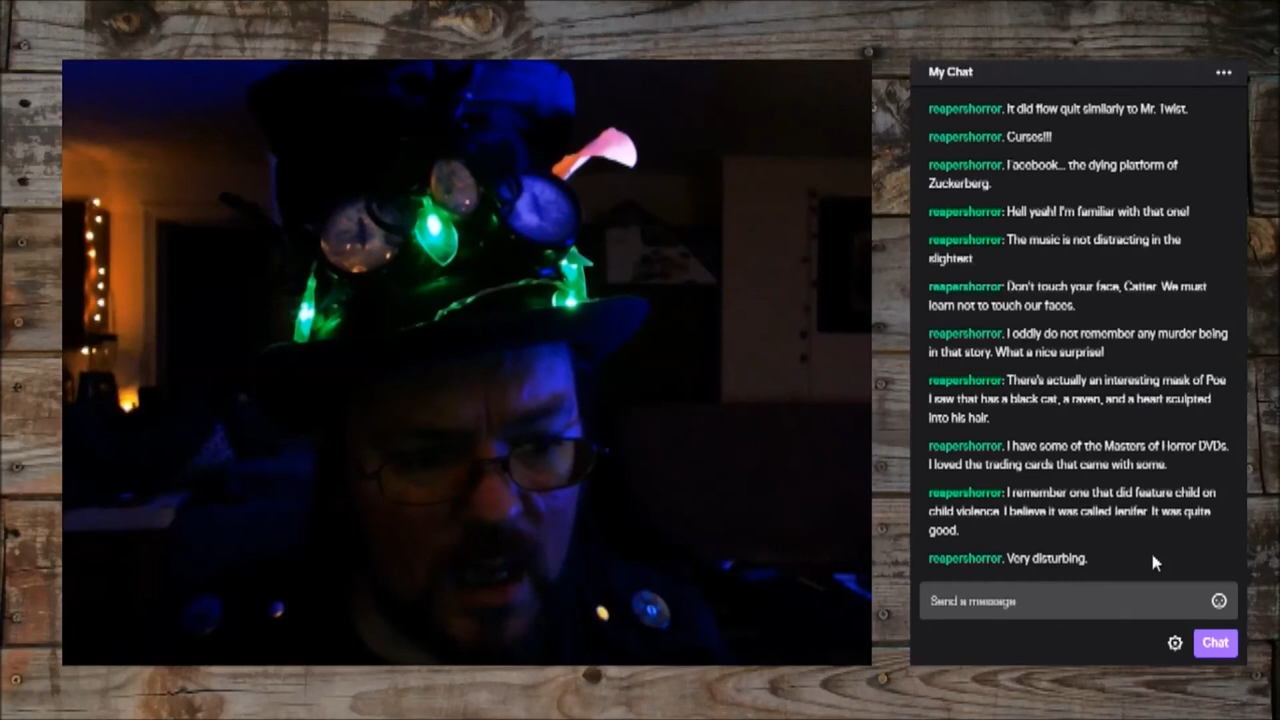 My Chat
reapershorror: It did flow quit similarly to Mr. Twist.
reapershorror: Curses!!!
reapershorror: Facebook... the dying platform of
Zuckerberg.
reapershorror: Hell yeah! I'm familiar with that one!
reapershorror: The music is not distracting in the
slightest
reapershorror: Don't touch your face, Catter. We must
learn not to touch our faces.
reapershorror: I oddly do not remember any murder being
in that story. What a nice surprise!
reapershorror: There's actually an interesting mask of Poe
I saw that has a black cat, a raven, and a heart sculpted
into his hair.
reapershorror: I have some of the Masters of Horror DVDs.
I loved the trading cards that came with some.
reapershorror: I remember one that did feature child on
child violence. I believe it was called Jenifer. It was quite
good.
reapershorror: Very disturbing.
Send a message
Chat